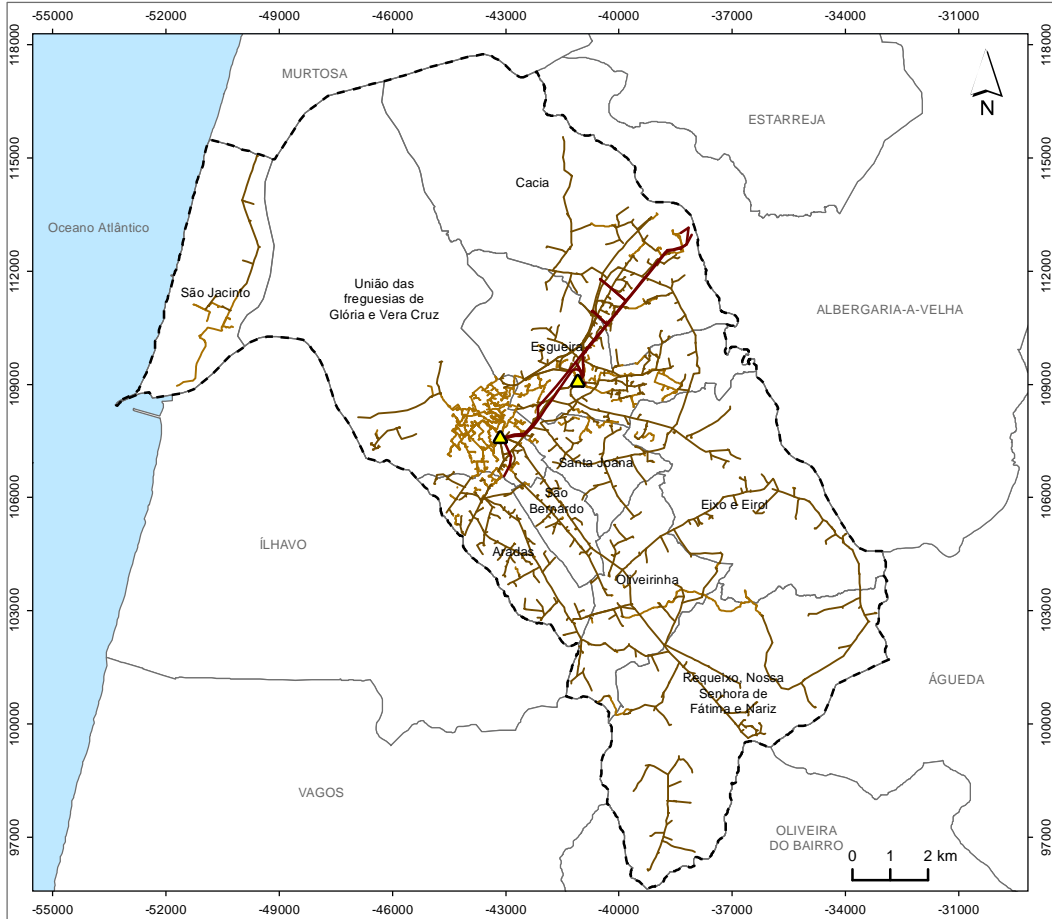 -55000 -52000 -49000 -46000 -43000 -40000 -37000 -34000 -31000
118000 118000
MURTOSA
N
ESTARREJA
115000 115000
Cacia
Oceano Atlântico
112000 112000
São Jacinto
União das
freguesias de
Glória e Vera Cruz
ALBERGARIA-A-VELHA
Esgueira
109000 109000
Santa Joana
106000 106000
São
Bernardo
Eixo e Eirol
ÍLHAVO
Aradas
Oliveirinha
103000 103000
Requeixo, Nossa
Senhora de
Fátima e Nariz
ÁGUEDA
100000 100000
VAGOS
OLIVEIRA
DO BAIRRO
97000 97000
0 1 2 km
-55000 -52000 -49000 -46000 -43000 -40000 -37000 -34000 -31000